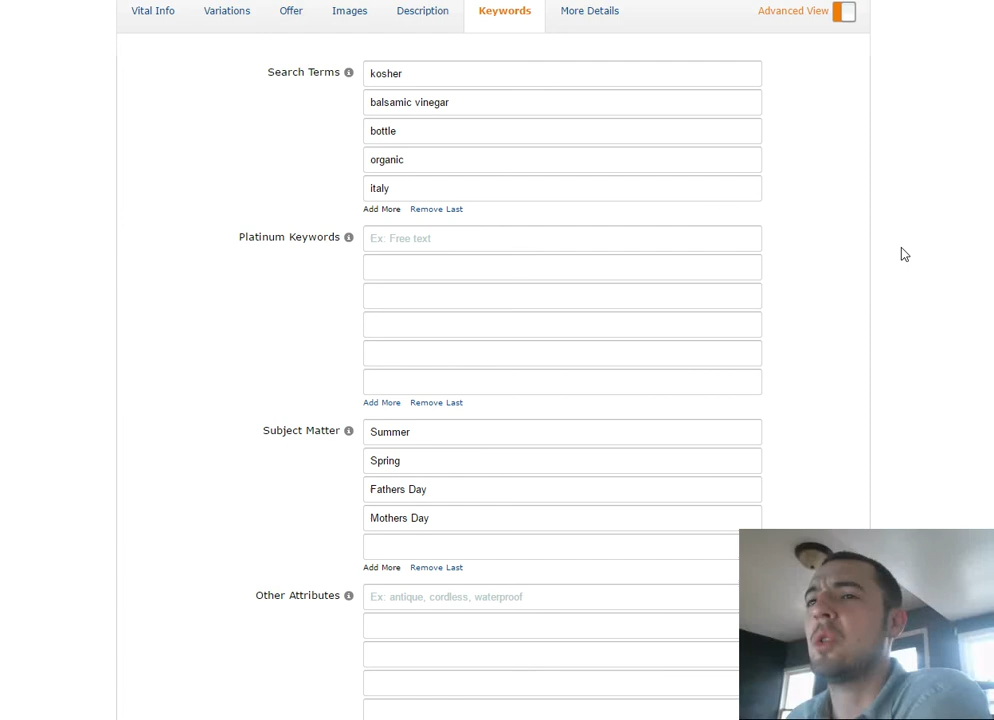 Vital Info Variations Offer Images Description Keywords More Details Advanced View
Search Terms kosher
balsamic vinegar
bottle
organic
italy
Add More Remove Last
Platinum Keywords Ex: Free text
Add More Remove Last
Subject Matter Summer
Spring
Fathers Day
Mothers Day
Add More Remove Last
Other Attributes Ex: antique, cordless, waterproof